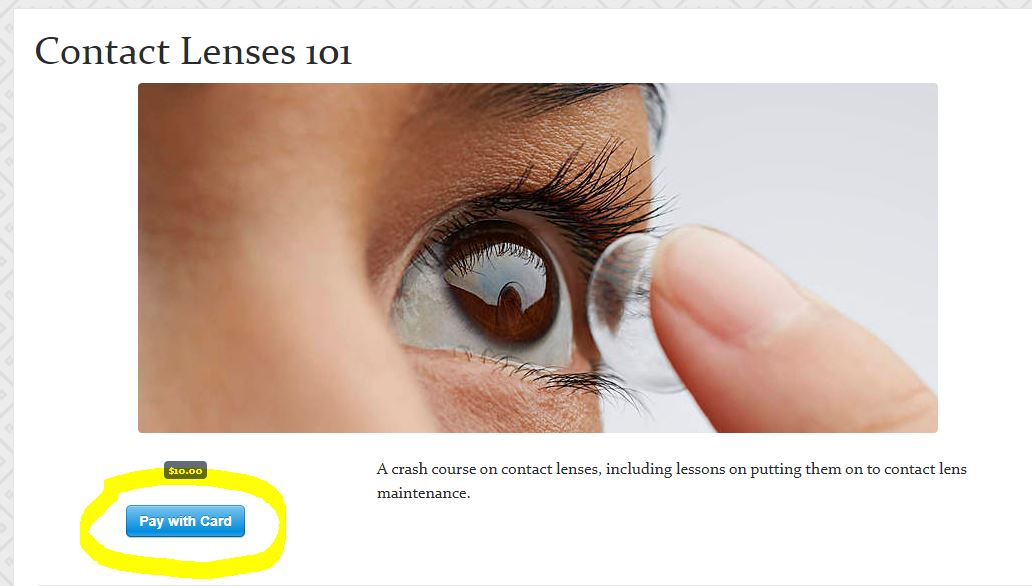 Contact Lenses 101
$10.00
Pay with Card
A crash course on contact lenses, including lessons on putting them on to contact lens
maintenance.